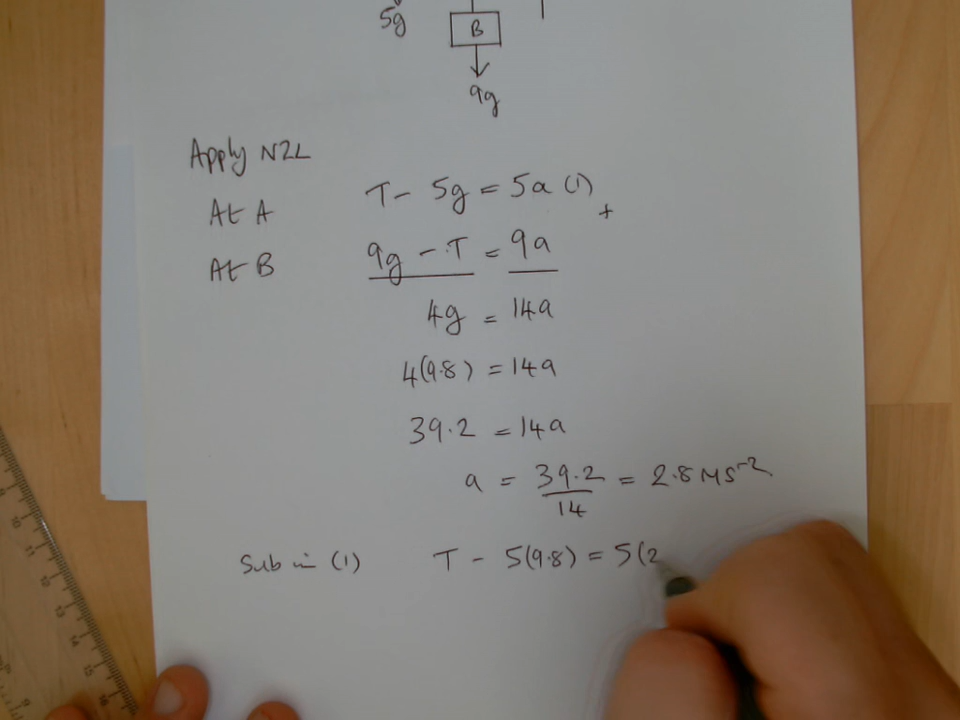 5g
B
9g
Apply N2L
At A T - 5g = 5a (1)
+
At B 9g - T = 9a
4g = 14a
4(9.8) = 14a
39.2 = 14a
a = 39.2/14 = 2.8 ms⁻²
Sub in (1) T - 5(9.8) = 5(2